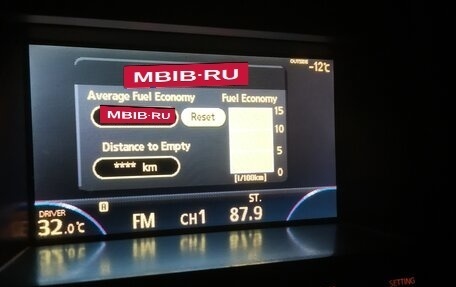 OUTSIDE -12°C
MBIB-RU
Average Fuel Economy
Fuel Economy
MBIB-RU
Reset
15
10
5
0
[l/100km]
Distance to Empty
**** km
DRIVER
32.0°C
A
FM
CH1
ST.
87.9
SETTING